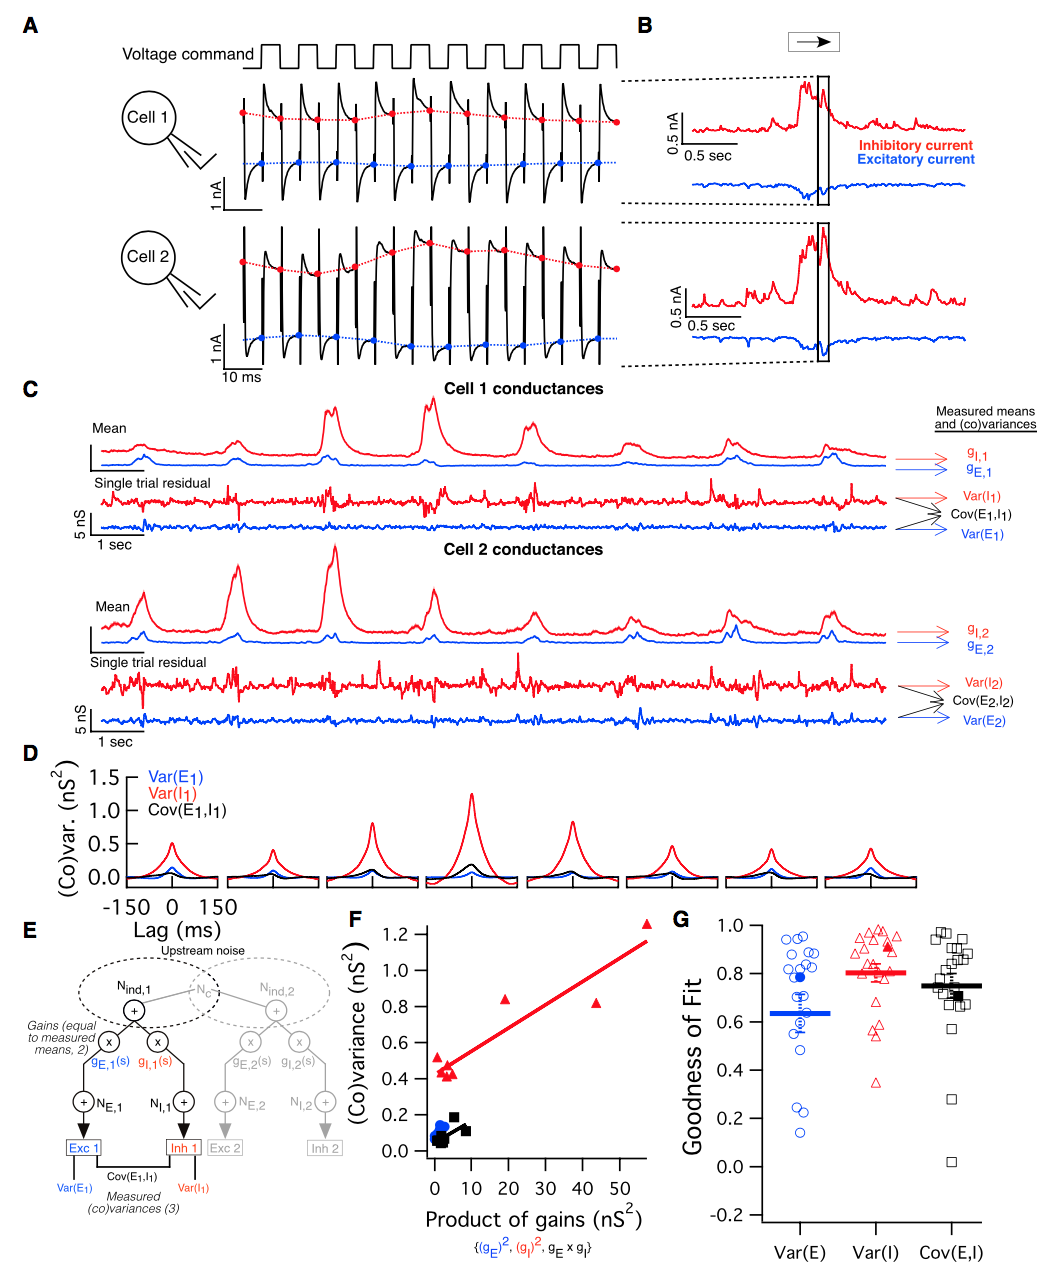 A
B
Voltage command
Cell 1
1 nA
Cell 2
1 nA
10 ms
0.5 nA
0.5 sec
Inhibitory current
Excitatory current
0.5 nA
0.5 sec
C
Cell 1 conductances
Measured means
and (co)variances
Mean
gI,1
gE,1
Single trial residual
Var(I1)
Cov(E1,I1)
Var(E1)
5 nS
1 sec
Cell 2 conductances
Mean
gI,2
gE,2
Single trial residual
Var(I2)
Cov(E2,I2)
Var(E2)
5 nS
1 sec
D
(Co)var. (nS2)
1.5
1.0
0.5
0.0
Var(E1)
Var(I1)
Cov(E1,I1)
-150 0 150
Lag (ms)
E
Upstream noise
Nind,1
Nc
Nind,2
Gains (equal
to measured
means, 2)
+
+
x
x
x
x
gE,1(s)
gI,1(s)
gE,2(s)
gI,2(s)
+
NE,1
NI,1
+
+
NE,2
NI,2
+
Exc 1
Inh 1
Exc 2
Inh 2
Cov(E1,I1)
Var(E1)
Var(I1)
Measured
(co)variances (3)
F
(Co)variance (nS2)
1.2
1.0
0.8
0.6
0.4
0.2
0.0
0 10 20 30 40 50
Product of gains (nS2)
{(gE)2, (gI)2, gE x gI}
G
Goodness of Fit
1.0
0.8
0.6
0.4
0.2
0.0
-0.2
Var(E) Var(I) Cov(E,I)